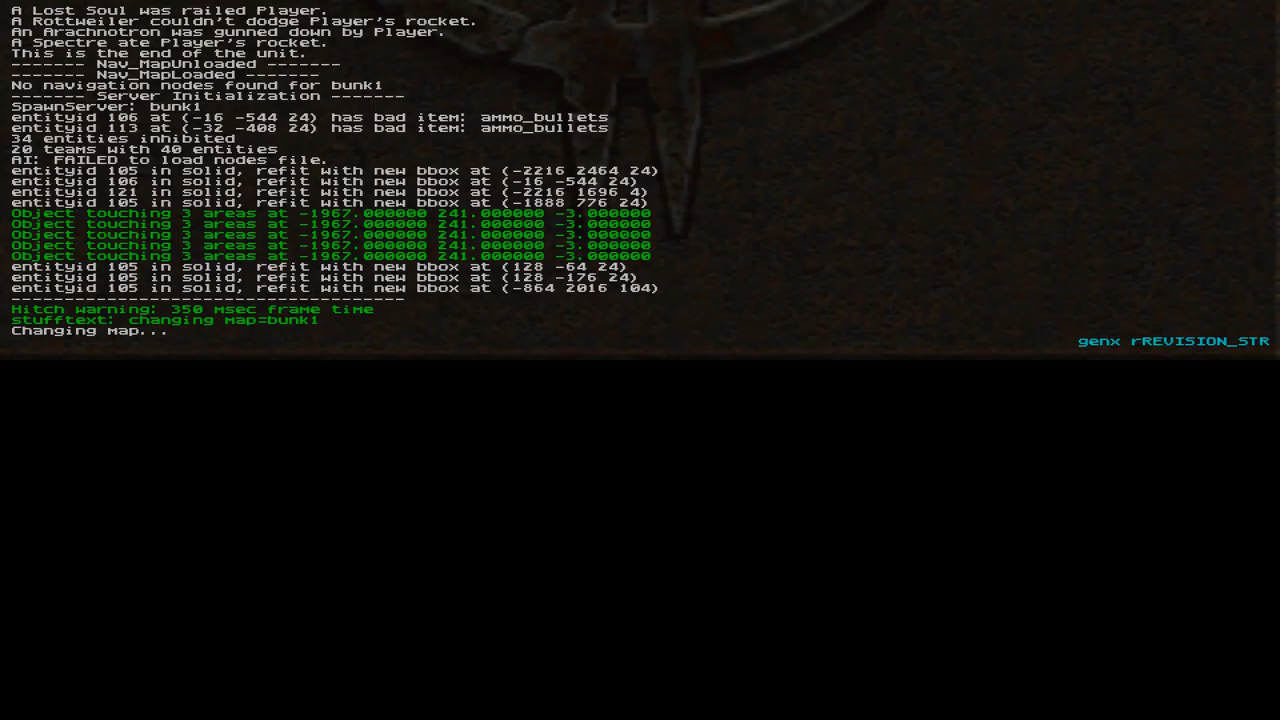 A Lost Soul was railed Player.
A Rottweiler couldn't dodge Player's rocket.
An Arachnotron was gunned down by Player.
A Spectre ate Player's rocket.
This is the end of the unit.
------- Nav_MapUnloaded -------
------- Nav_MapLoaded -------
No navigation nodes found for bunk1
------- Server Initialization -------
SpawnServer: bunk1
entityid 106 at (-16 -544 24) has bad item: ammo_bullets
entityid 113 at (-32 -408 24) has bad item: ammo_bullets
34 entities inhibited
20 teams with 40 entities
AI: FAILED to load nodes file.
entityid 105 in solid, refit with new bbox at (-2216 2464 24)
entityid 106 in solid, refit with new bbox at (-16 -544 24)
entityid 121 in solid, refit with new bbox at (-2216 1696 4)
entityid 105 in solid, refit with new bbox at (-1888 776 24)
Object touching 3 areas at -1967.000000 241.000000 -3.000000
Object touching 3 areas at -1967.000000 241.000000 -3.000000
Object touching 3 areas at -1967.000000 241.000000 -3.000000
Object touching 3 areas at -1967.000000 241.000000 -3.000000
Object touching 3 areas at -1967.000000 241.000000 -3.000000
entityid 105 in solid, refit with new bbox at (128 -64 24)
entityid 105 in solid, refit with new bbox at (128 -176 24)
entityid 105 in solid, refit with new bbox at (-864 2016 104)
-------------------------------------
Hitch warning: 350 msec frame time
stufftext: changing map=bunk1
Changing map...
genx rREVISION_STR